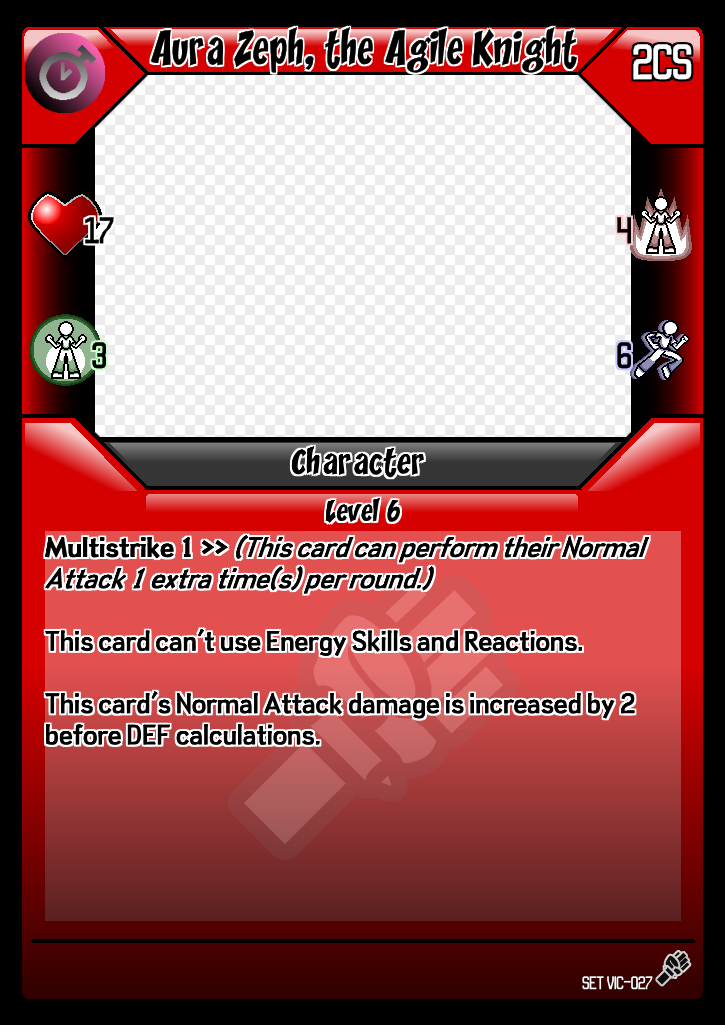 Aura Zeph, the Agile Knight
2CS
17
4
3
6
Character
Level 6
Multistrike 1 >> (This card can perform their Normal
Attack 1 extra time(s) per round.)
This card can't use Energy Skills and Reactions.
This card's Normal Attack damage is increased by 2
before DEF calculations.
SET VIC-027